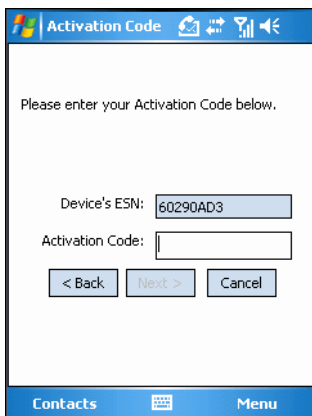 Activation Code
Please enter your Activation Code below.
Device's ESN: 60290AD3
Activation Code:
< Back Next > Cancel
Contacts Menu